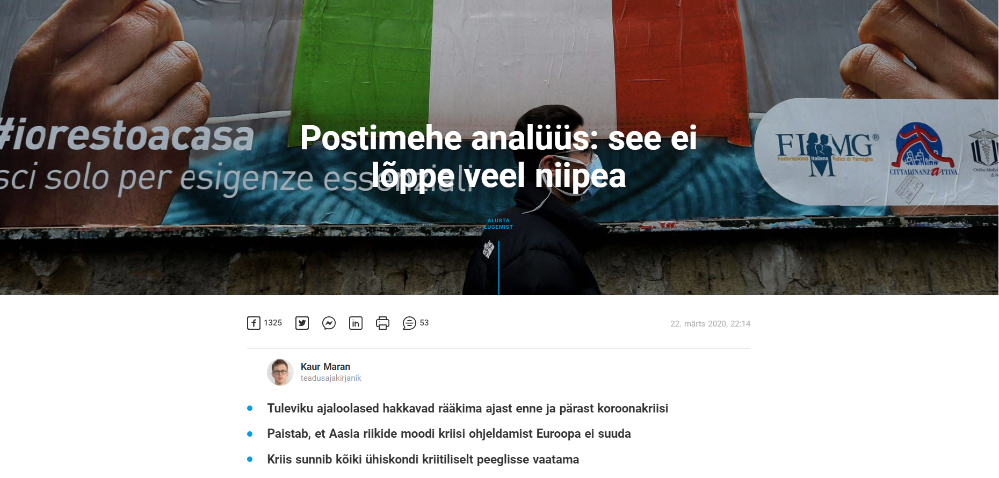 #iorestoacasa
sci solo per esigenze essenziali
Postimehe analüüs: see ei
lõppe veel niipea
FIMMG®
Federazione Italiana Medici di Famiglia
CITTADINANZATTIVA
Ordine Medici
di N
ALUSTA
LUGEMIST
1325
53
22. märts 2020, 22:14
Kaur Maran
teadusajakirjanik
Tuleviku ajaloolased hakkavad rääkima ajast enne ja pärast koroonakriisi
Paistab, et Aasia riikide moodi kriisi ohjeldamist Euroopa ei suuda
Kriis sunnib kõiki ühiskondi kriitiliselt peeglisse vaatama